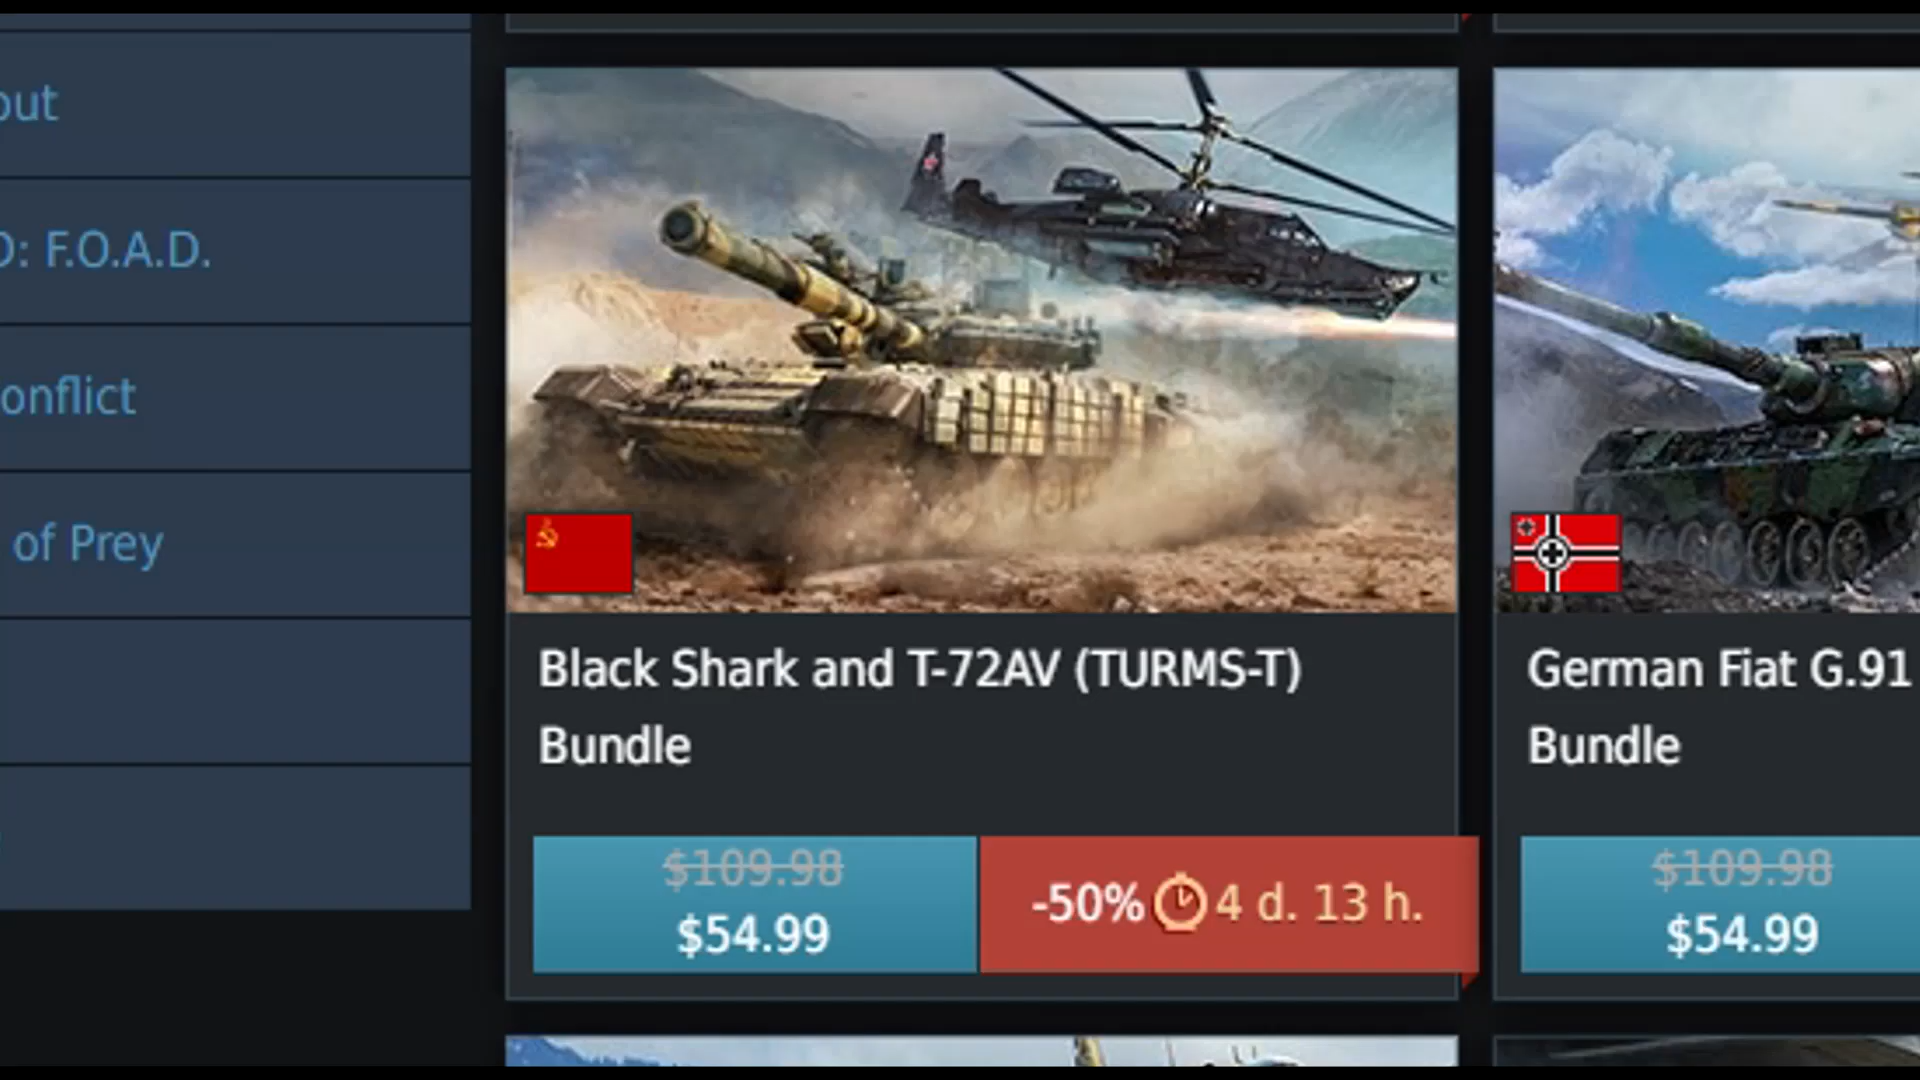 out
D: F.O.A.D.
onflict
of Prey
Black Shark and T-72AV (TURMS-T)
Bundle
$109.98
$54.99
-50% 4 d. 13 h.
German Fiat G.91
Bundle
$109.98
$54.99